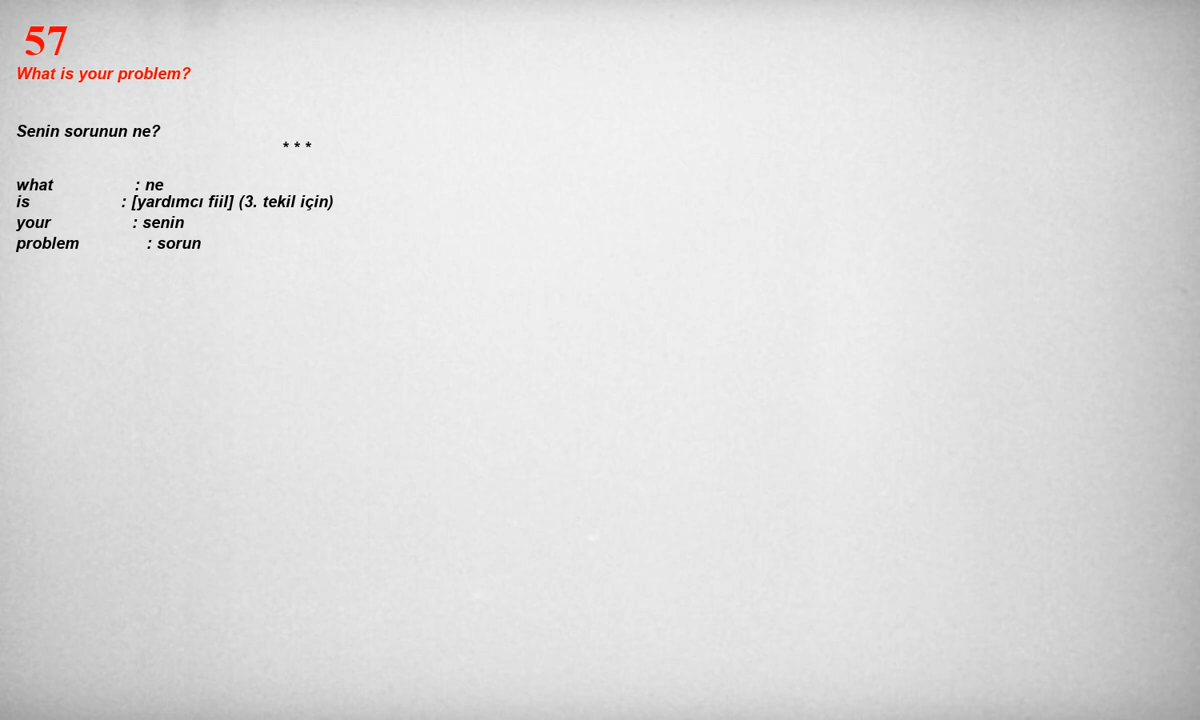 57
What is your problem?
Senin sorunun ne?
* * *
what : ne
is : [yardımcı fiil] (3. tekil için)
your : senin
problem : sorun